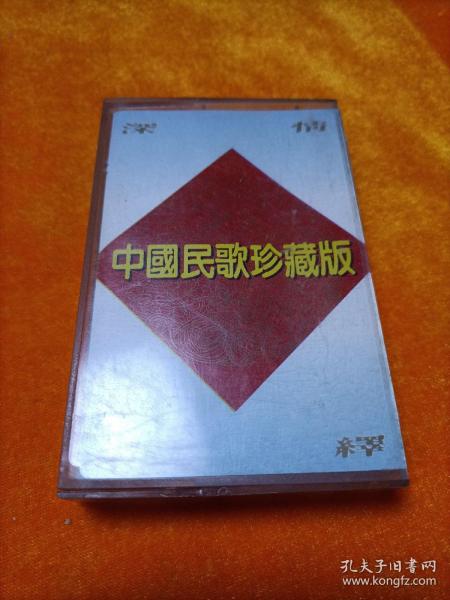 深 情
中國民歌珍藏版
繹
孔夫子旧书网
www.kongfz.com